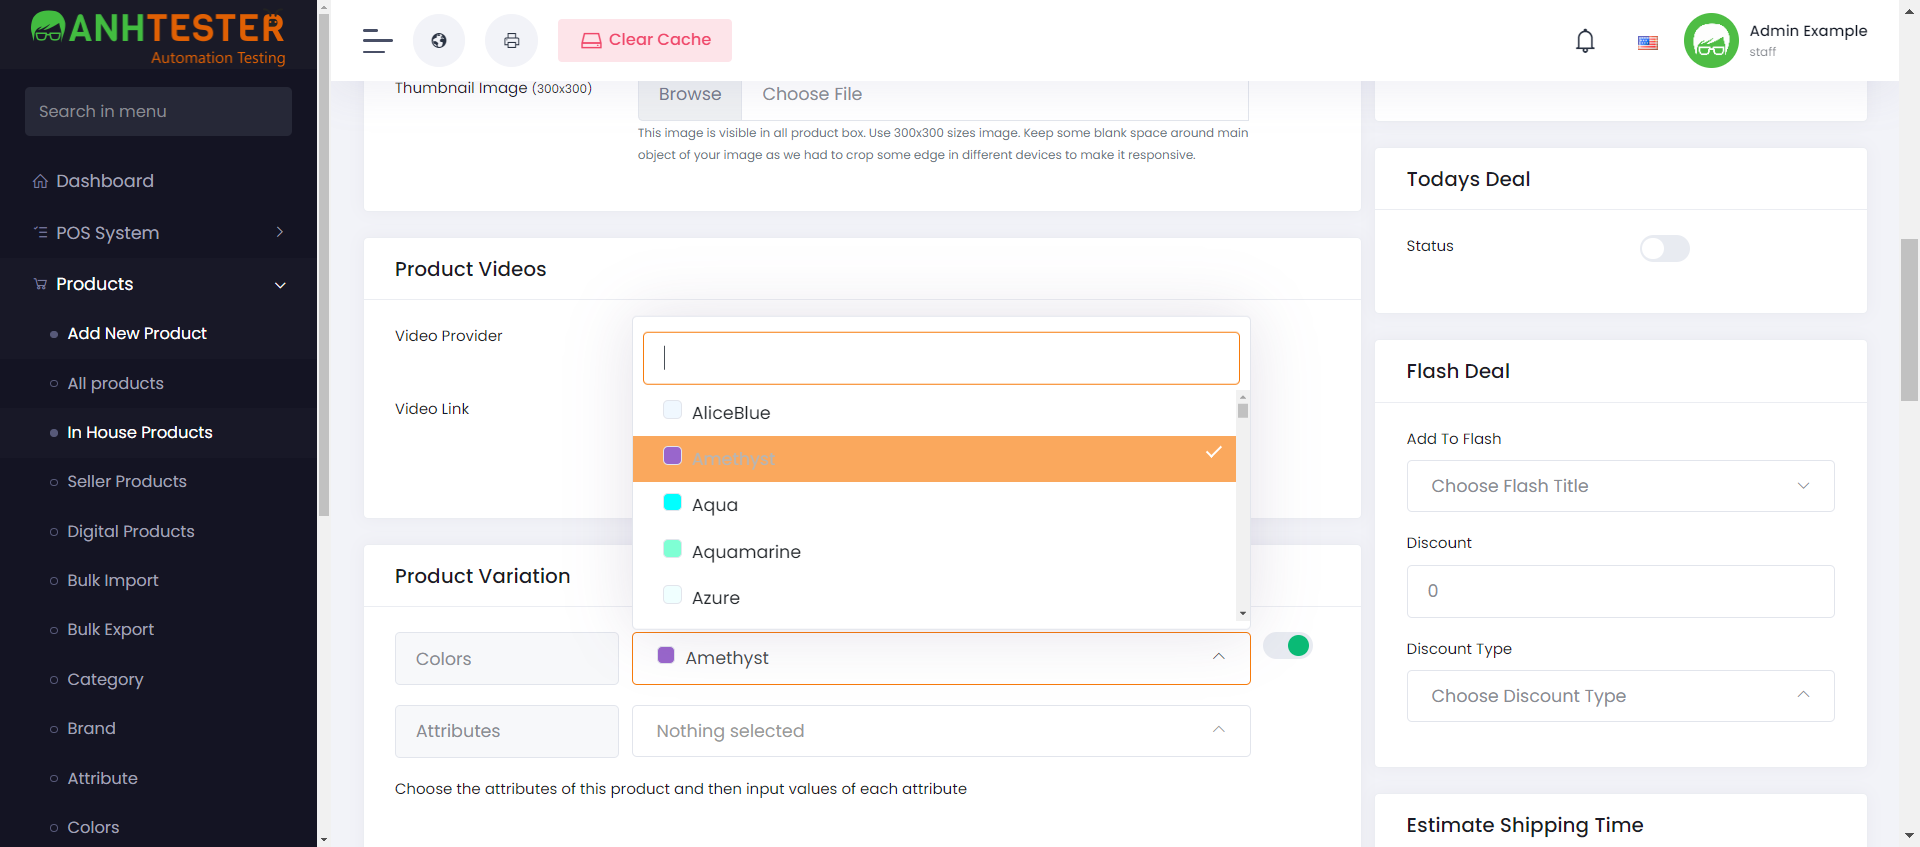 ANHTESTER
Automation Testing
Search in menu
Dashboard
POS System
Products
Add New Product
All products
In House Products
Seller Products
Digital Products
Bulk Import
Bulk Export
Category
Brand
Attribute
Colors
Clear Cache
Admin Example
staff
Thumbnail Image (300x300)
Browse
Choose File
This image is visible in all product box. Use 300x300 sizes image. Keep some blank space around main
object of your image as we had to crop some edge in different devices to make it responsive.
Product Videos
Video Provider
Video Link
AliceBlue
Amethyst
Aqua
Aquamarine
Azure
Product Variation
Colors
Amethyst
Attributes
Nothing selected
Choose the attributes of this product and then input values of each attribute
Todays Deal
Status
Flash Deal
Add To Flash
Choose Flash Title
Discount
0
Discount Type
Choose Discount Type
Estimate Shipping Time